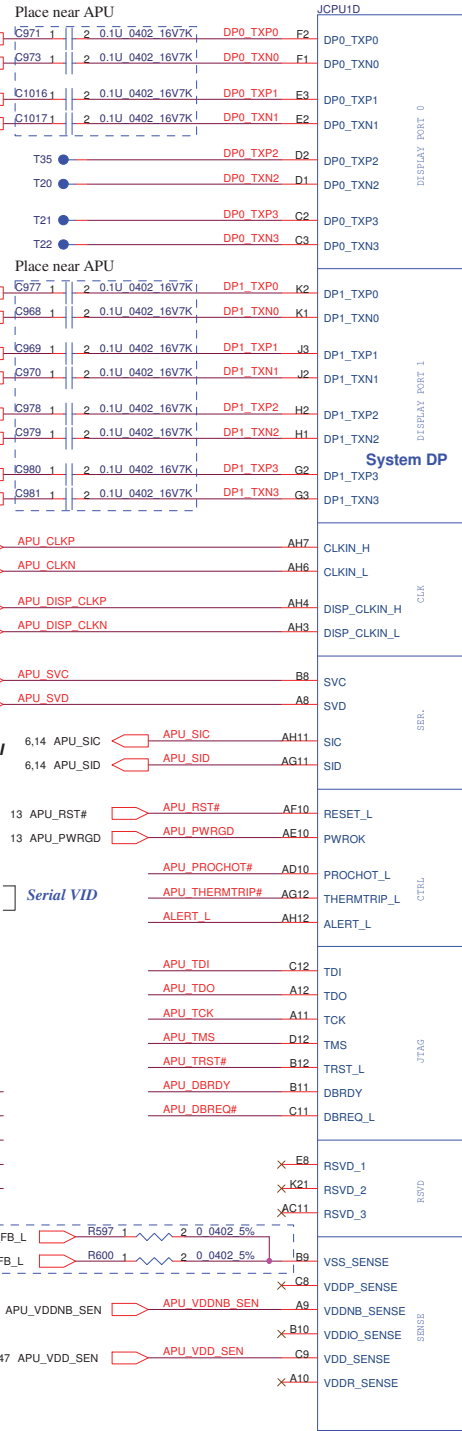 Place near APU
JCPU1D
C971 1 2 0.1U_0402_16V7K DP0_TXP0 F2 DP0_TXP0
C973 1 2 0.1U_0402_16V7K DP0_TXN0 F1 DP0_TXN0
C1016 1 2 0.1U_0402_16V7K DP0_TXP1 E3 DP0_TXP1
C1017 1 2 0.1U_0402_16V7K DP0_TXN1 E2 DP0_TXN1
T35 DP0_TXP2 D2 DP0_TXP2
T20 DP0_TXN2 D1 DP0_TXN2
T21 DP0_TXP3 C2 DP0_TXP3
T22 DP0_TXN3 C3 DP0_TXN3
DISPLAY PORT 0
Place near APU
C977 1 2 0.1U_0402_16V7K DP1_TXP0 K2 DP1_TXP0
C968 1 2 0.1U_0402_16V7K DP1_TXN0 K1 DP1_TXN0
C969 1 2 0.1U_0402_16V7K DP1_TXP1 J3 DP1_TXP1
C970 1 2 0.1U_0402_16V7K DP1_TXN1 J2 DP1_TXN1
C978 1 2 0.1U_0402_16V7K DP1_TXP2 H2 DP1_TXP2
C979 1 2 0.1U_0402_16V7K DP1_TXN2 H1 DP1_TXN2
System DP
C980 1 2 0.1U_0402_16V7K DP1_TXP3 G2 DP1_TXP3
C981 1 2 0.1U_0402_16V7K DP1_TXN3 G3 DP1_TXN3
DISPLAY PORT 1
APU_CLKP AH7 CLKIN_H
APU_CLKN AH6 CLKIN_L
APU_DISP_CLKP AH4 DISP_CLKIN_H
APU_DISP_CLKN AH3 DISP_CLKIN_L
CLK
APU_SVC B8 SVC
APU_SVD A8 SVD
6,14 APU_SIC APU_SIC AH11 SIC
6,14 APU_SID APU_SID AG11 SID
SER.
13 APU_RST# APU_RST# AF10 RESET_L
13 APU_PWRGD APU_PWRGD AE10 PWROK
APU_PROCHOT# AD10 PROCHOT_L
Serial VID APU_THERMTRIP# AG12 THERMTRIP_L
ALERT_L AH12 ALERT_L
CTRL
APU_TDI C12 TDI
APU_TDO A12 TDO
APU_TCK A11 TCK
APU_TMS D12 TMS
APU_TRST# B12 TRST_L
APU_DBRDY B11 DBRDY
APU_DBREQ# C11 DBREQ_L
JTAG
E8 RSVD_1
K21 RSVD_2
AC11 RSVD_3
RSVD
FB_L R597 1 2 0_0402_5%
FB_L R600 1 2 0_0402_5% B9 VSS_SENSE
C8 VDDP_SENSE
APU_VDDNB_SEN APU_VDDNB_SEN A9 VDDNB_SENSE
B10 VDDIO_SENSE
47 APU_VDD_SEN APU_VDD_SEN C9 VDD_SENSE
A10 VDDR_SENSE
SENSE